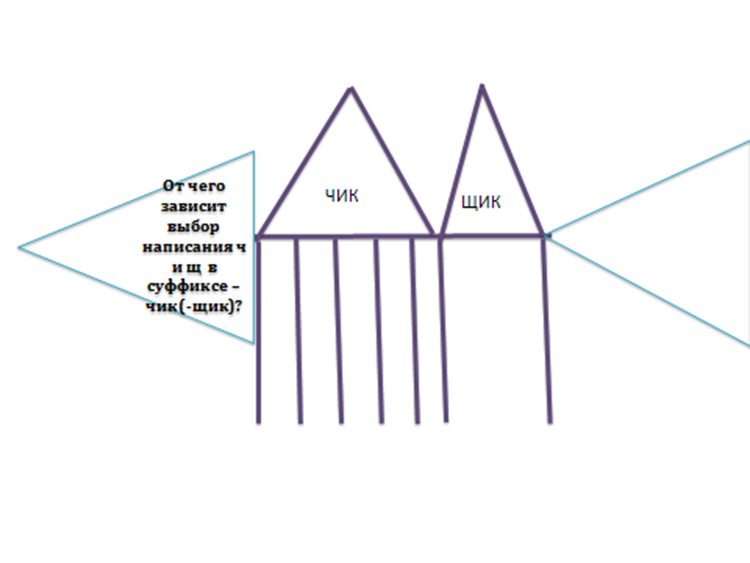 От чего
зависит
выбор
написания ч
и щ в
суффиксе –
чик(-щик)?
ЧИК
ЩИК